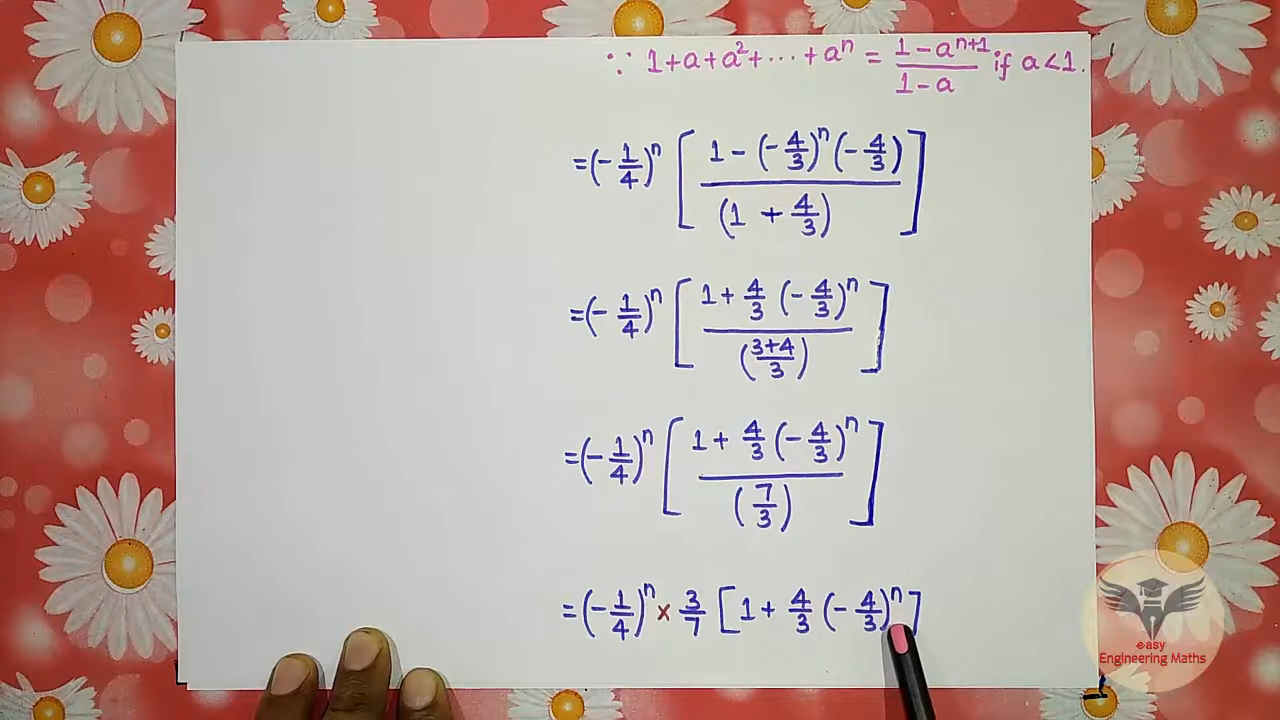 ∵ 1+a+a²+⋯+aⁿ = (1-aⁿ⁺¹)/(1-a) if a<1.
=(-1/4)ⁿ [ (1-(-4/3)ⁿ(-4/3)) / (1+4/3) ]
=(-1/4)ⁿ [ (1+4/3(-4/3)ⁿ) / ((3+4)/3) ]
=(-1/4)ⁿ [ (1+4/3(-4/3)ⁿ) / (7/3) ]
=(-1/4)ⁿ × 3/7 [1+4/3(-4/3)ⁿ]
easy
Engineering Maths